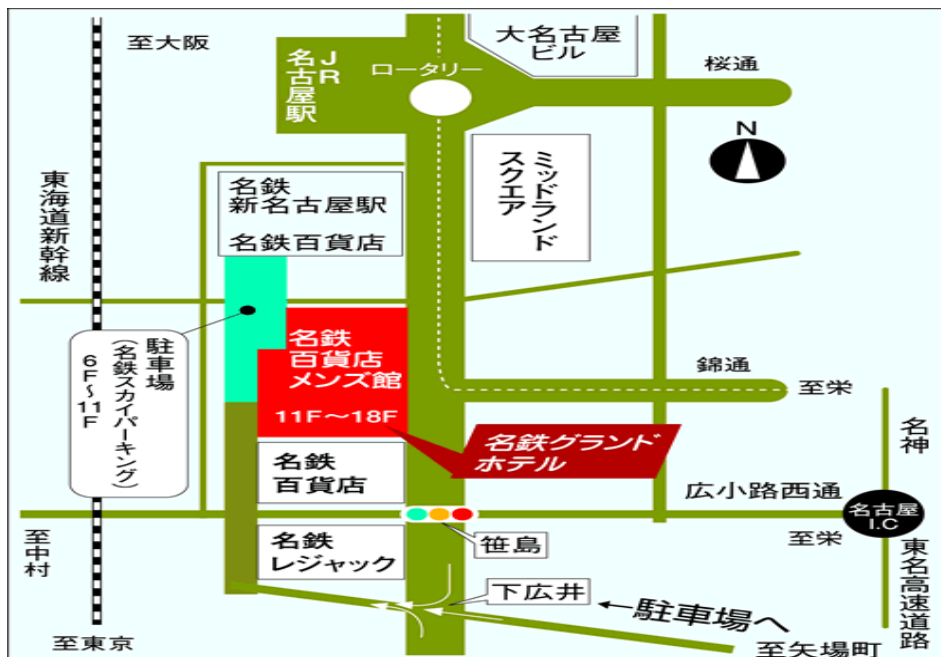 至大阪
JR
名古屋駅
ロータリー
大名古屋
ビル
桜通
N
ミッドランド
スクエア
東海道新幹線
名鉄
新名古屋駅
名鉄百貨店
駐車場
(名鉄スカイパーキング)
6F~11F
名鉄
百貨店
メンズ館
11F~18F
名鉄グランド
ホテル
錦通
至栄
名神
名鉄
百貨店
広小路西通
名古屋
I.C
至栄
至中村
笹島
名鉄
レジャック
下広井
←駐車場へ
東名高速道路
至東京
至矢場町